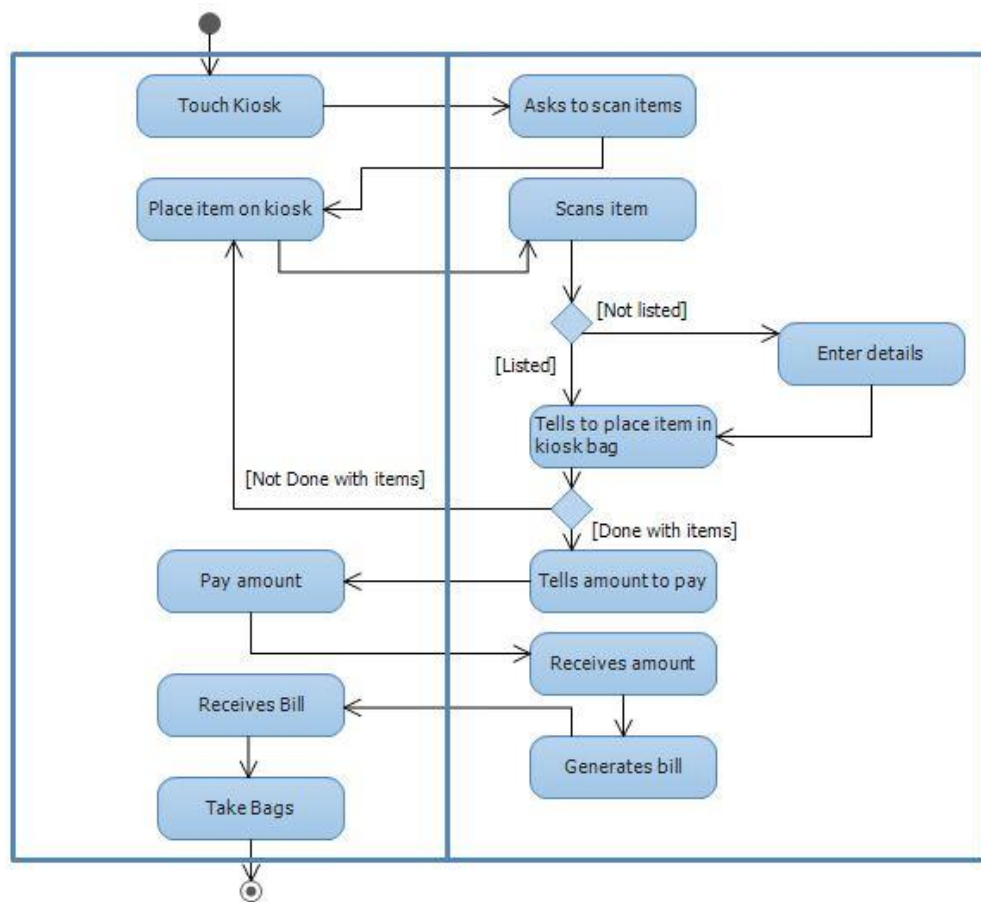 Touch Kiosk
Asks to scan items
Place item on kiosk
Scans item
[Not listed]
Enter details
[Listed]
Tells to place item in
kiosk bag
[Not Done with items]
[Done with items]
Pay amount
Tells amount to pay
Receives amount
Receives Bill
Generates bill
Take Bags